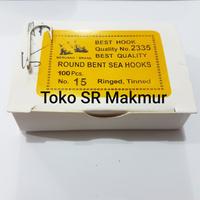 BEST HOOK
Quality No. 2335
BEST QUALITY
ROUND BENT SEA HOOKS
100 Pcs.
No. 15 Ringed, Tinned
Toko SR Makmur